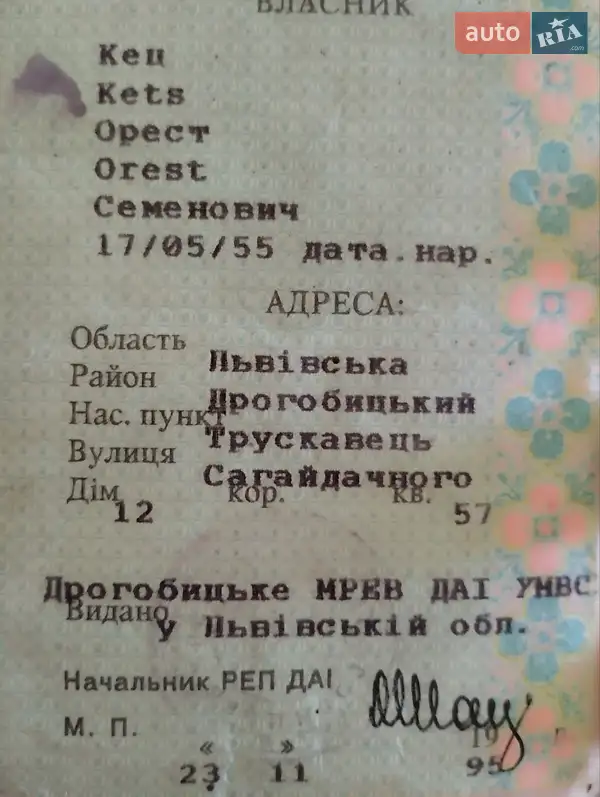 ВЛАСНИК
auto RIA .com
Кец
Kets
Орест
Orest
Семенович
17/05/55 дата.нар.
АДРЕСА:
Область Львівська
Район Дрогобицький
Нас. пункт Трускавець
Вулиця Сагайдачного
Дім 12 кор. кв. 57
Дрогобицьке МРЕВ ДАІ УМВС
Видано у Львівській обл.
Начальник РЕП ДАІ
М. П.
« 23 » 11 1995 г